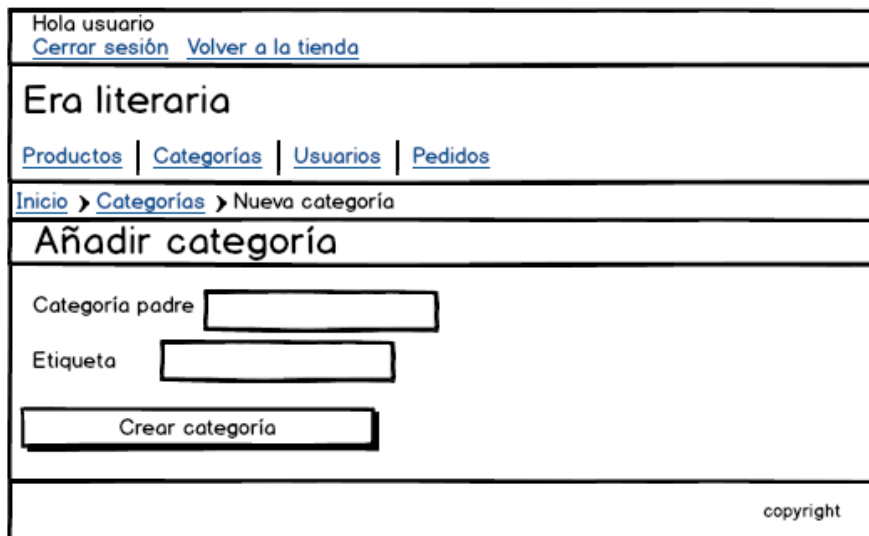 Hola usuario
Cerrar sesión Volver a la tienda
Era literaria
Productos Categorías Usuarios Pedidos
Inicio Categorías Nueva categoría
Añadir categoría
Categoría padre
Etiqueta
Crear categoría
copyright